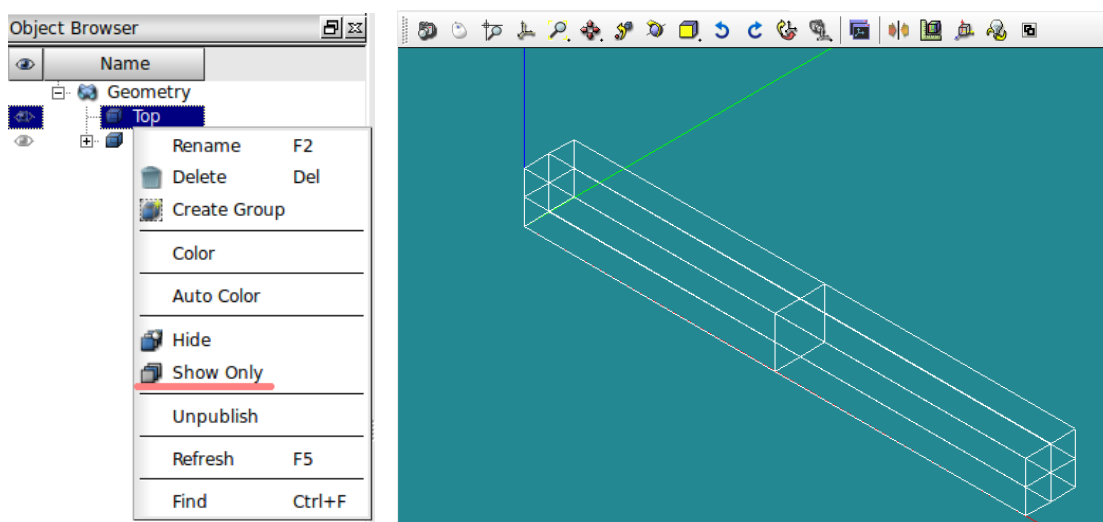 Object Browser
Name
Geometry
Top
Rename F2
Delete Del
Create Group
Color
Auto Color
Hide
Show Only
Unpublish
Refresh F5
Find Ctrl+F